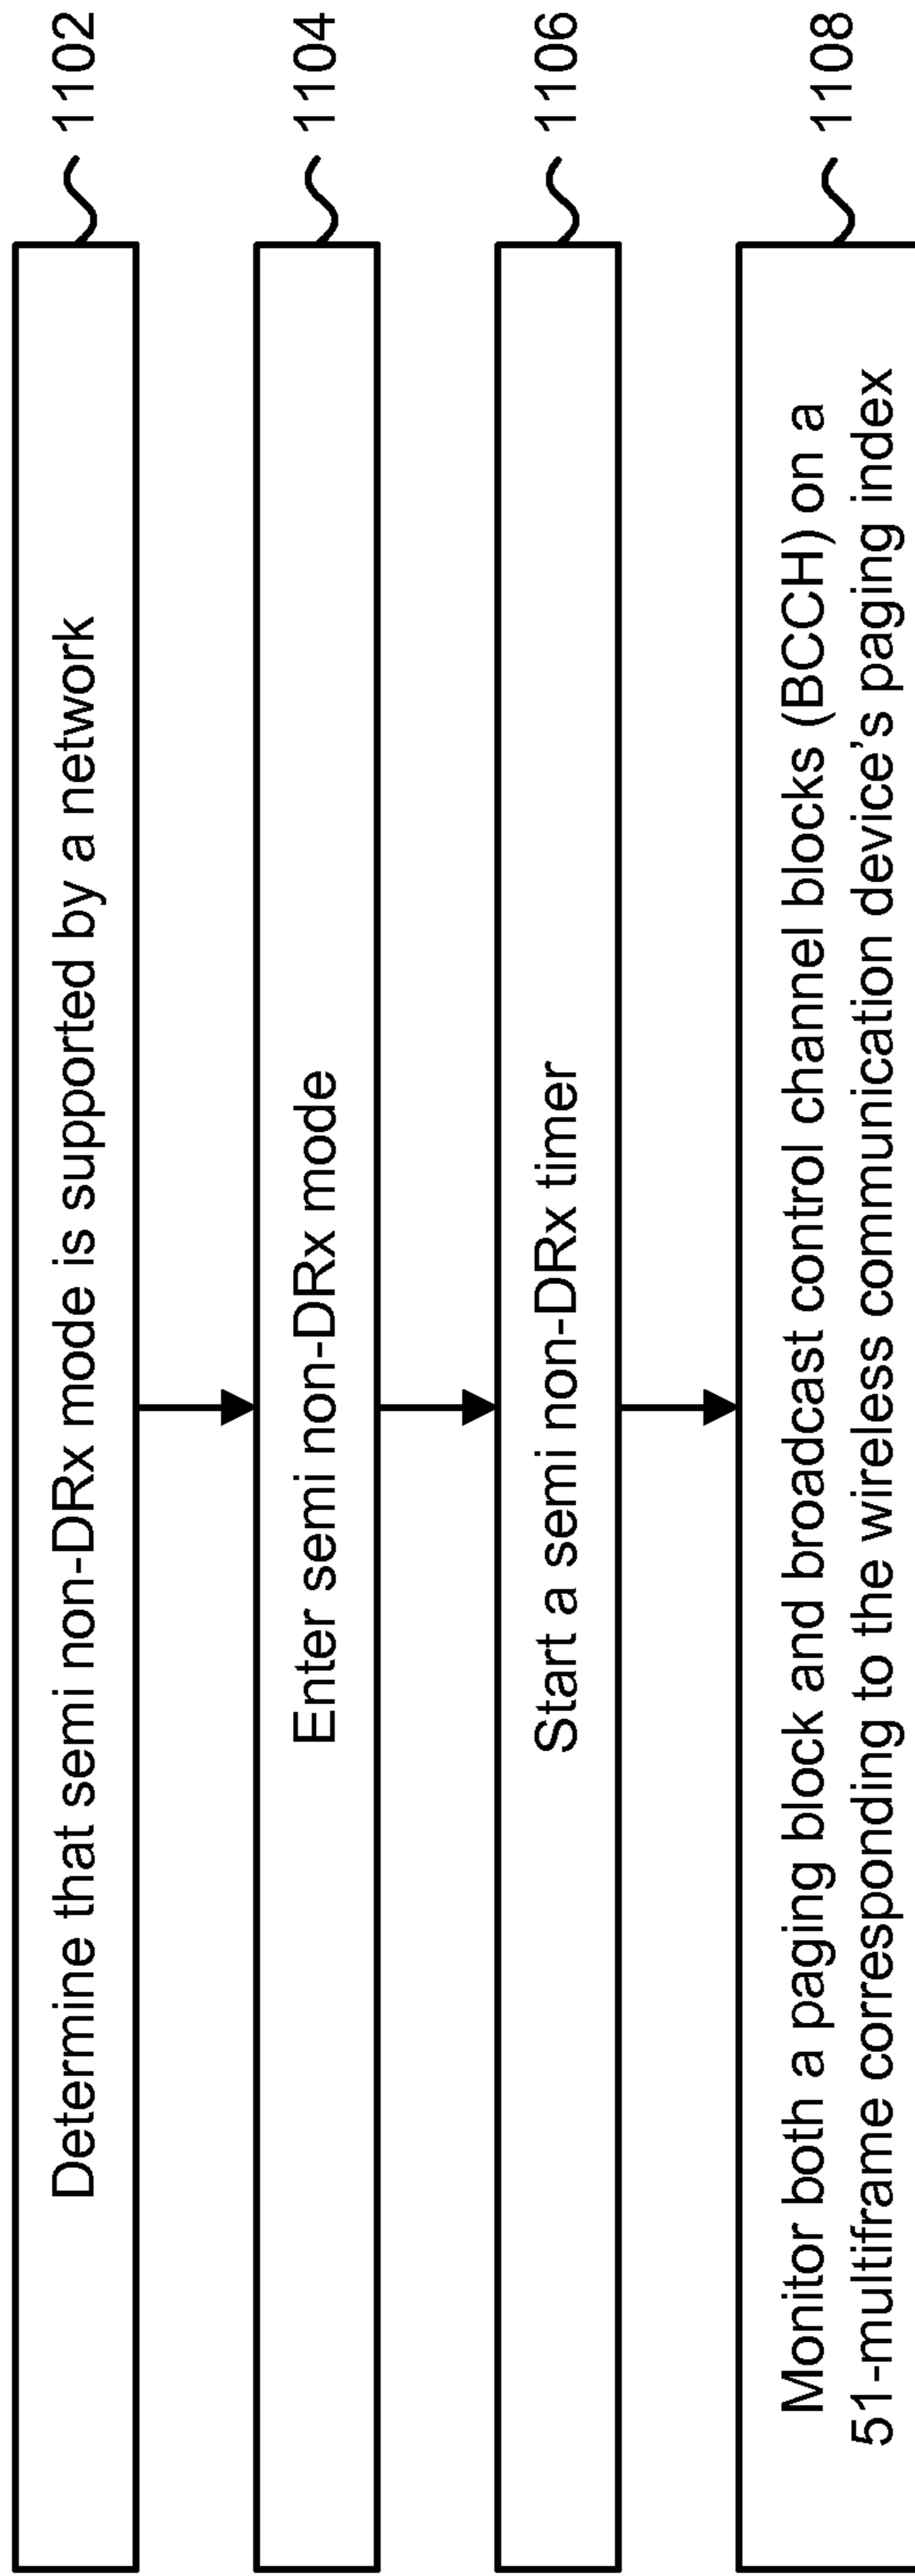 Determine that semi non-DRx mode is supported by a network
1102
Enter semi non-DRx mode
1104
Start a semi non-DRx timer
1106
Monitor both a paging block and broadcast control channel blocks (BCCH) on a
51-multiframe corresponding to the wireless communication device's paging index
1108